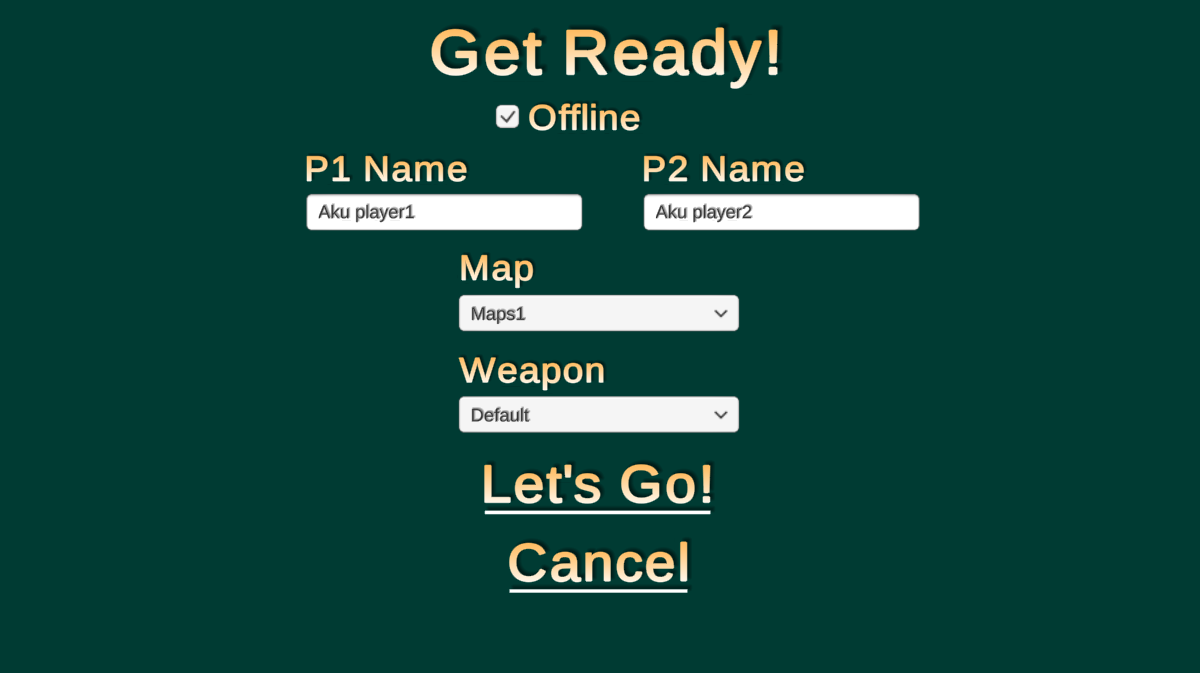 Get Ready!
Offline
P1 Name P2 Name
Aku player1 Aku player2
Map
Maps1
Weapon
Default
Let's Go!
Cancel